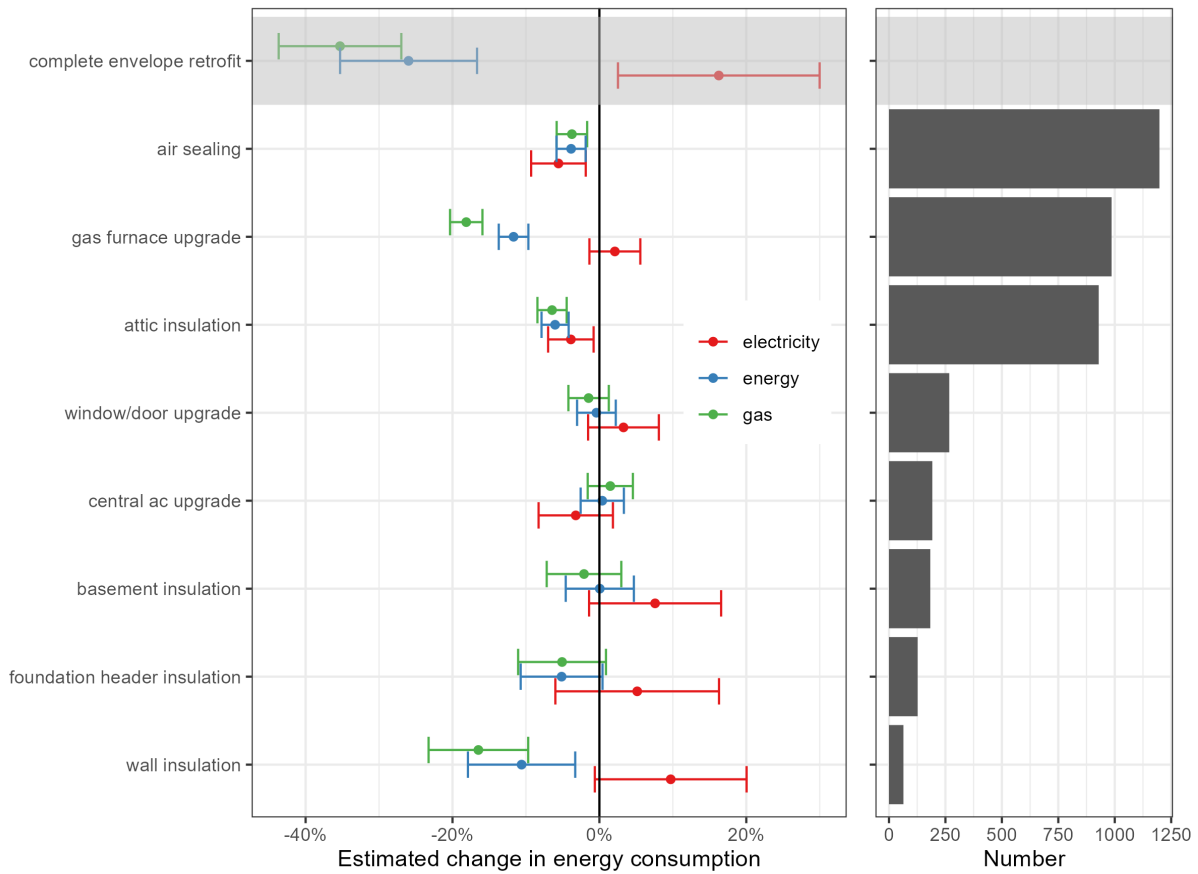 complete envelope retrofit
air sealing
gas furnace upgrade
attic insulation
window/door upgrade
central ac upgrade
basement insulation
foundation header insulation
wall insulation
electricity
energy
gas
-40% -20% 0% 20%
Estimated change in energy consumption
0 250 500 750 1000 1250
Number